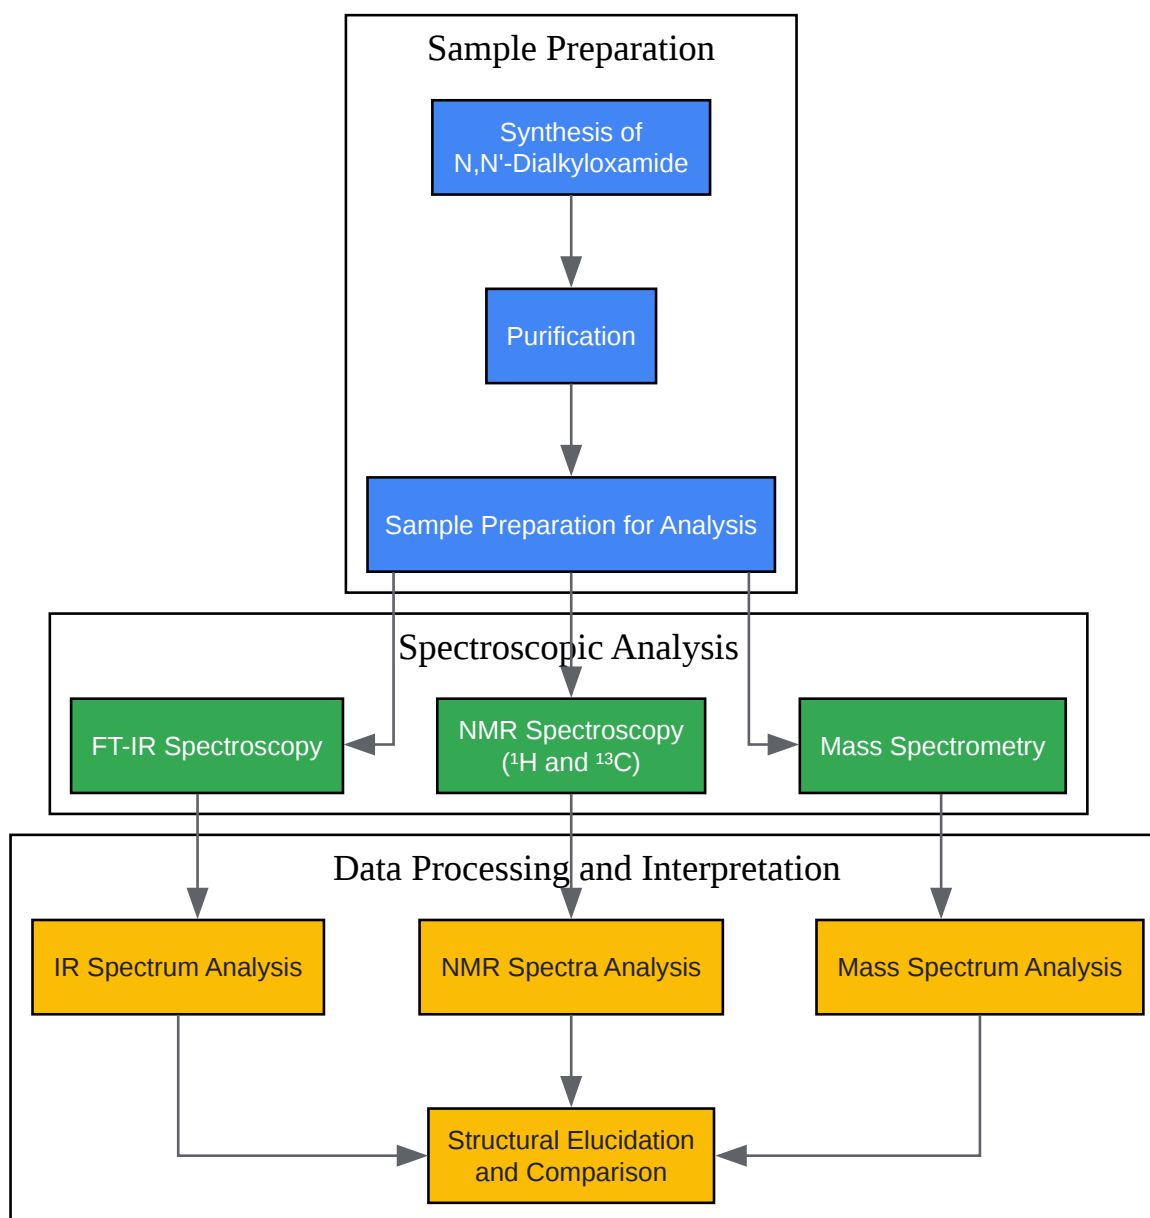 Sample Preparation
Synthesis of
N,N'-Dialkyloxamide
Purification
Sample Preparation for Analysis
Spectroscopic Analysis
FT-IR Spectroscopy
NMR Spectroscopy
(¹H and ¹³C)
Mass Spectrometry
Data Processing and Interpretation
IR Spectrum Analysis
NMR Spectra Analysis
Mass Spectrum Analysis
Structural Elucidation
and Comparison